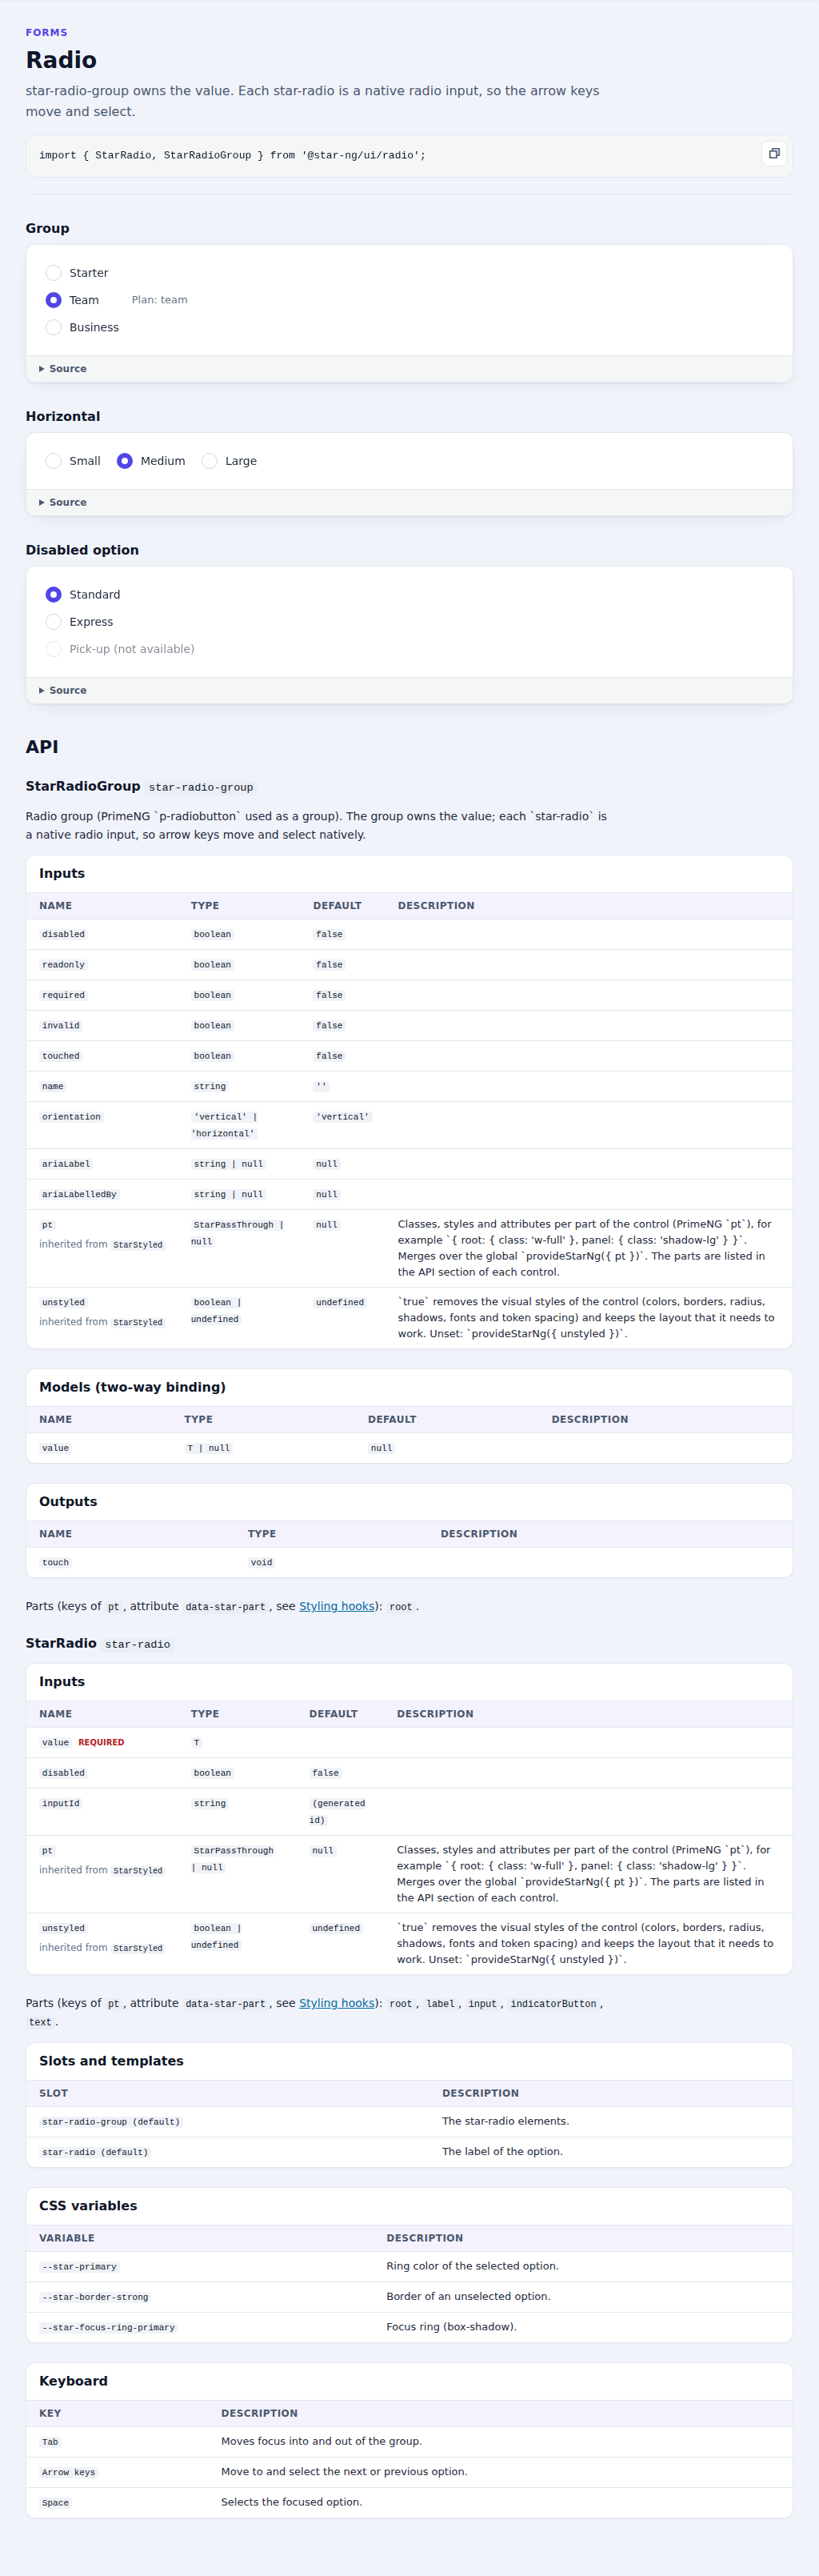 FORMS
Radio
star-radio-group owns the value. Each star-radio is a native radio input, so the arrow keys
move and select.
import { StarRadio, StarRadioGroup } from '@star-ng/ui/radio';
Group
Starter
Team Plan: team
Business
Source
Horizontal
Small Medium Large
Source
Disabled option
Standard
Express
Pick-up (not available)
Source
API
StarRadioGroup star-radio-group
Radio group (PrimeNG `p-radiobutton` used as a group). The group owns the value; each `star-radio` is
a native radio input, so arrow keys move and select natively.
Inputs
NAME TYPE DEFAULT DESCRIPTION
disabled boolean false
readonly boolean false
required boolean false
invalid boolean false
touched boolean false
name string ''
orientation 'vertical' | 'vertical'
'horizontal'
ariaLabel string | null null
ariaLabelledBy string | null null
pt StarPassThrough | null Classes, styles and attributes per part of the control (PrimeNG `pt`), for
inherited from StarStyled null example `{ root: { class: 'w-full' }, panel: { class: 'shadow-lg' } }`.
Merges over the global `provideStarNg({ pt })`. The parts are listed in
the API section of each control.
unstyled boolean | undefined `true` removes the visual styles of the control (colors, borders, radius,
inherited from StarStyled undefined shadows, fonts and token spacing) and keeps the layout that it needs to
work. Unset: `provideStarNg({ unstyled })`.
Models (two-way binding)
NAME TYPE DEFAULT DESCRIPTION
value T | null null
Outputs
NAME TYPE DESCRIPTION
touch void
Parts (keys of pt, attribute data-star-part, see Styling hooks): root.
StarRadio star-radio
Inputs
NAME TYPE DEFAULT DESCRIPTION
value REQUIRED T
disabled boolean false
inputId string (generated
id)
pt StarPassThrough null Classes, styles and attributes per part of the control (PrimeNG `pt`), for
inherited from StarStyled | null example `{ root: { class: 'w-full' }, panel: { class: 'shadow-lg' } }`.
Merges over the global `provideStarNg({ pt })`. The parts are listed in
the API section of each control.
unstyled boolean | undefined `true` removes the visual styles of the control (colors, borders, radius,
inherited from StarStyled undefined shadows, fonts and token spacing) and keeps the layout that it needs to
work. Unset: `provideStarNg({ unstyled })`.
Parts (keys of pt, attribute data-star-part, see Styling hooks): root, label, input, indicatorButton,
text.
Slots and templates
SLOT DESCRIPTION
star-radio-group (default) The star-radio elements.
star-radio (default) The label of the option.
CSS variables
VARIABLE DESCRIPTION
--star-primary Ring color of the selected option.
--star-border-strong Border of an unselected option.
--star-focus-ring-primary Focus ring (box-shadow).
Keyboard
KEY DESCRIPTION
Tab Moves focus into and out of the group.
Arrow keys Move to and select the next or previous option.
Space Selects the focused option.